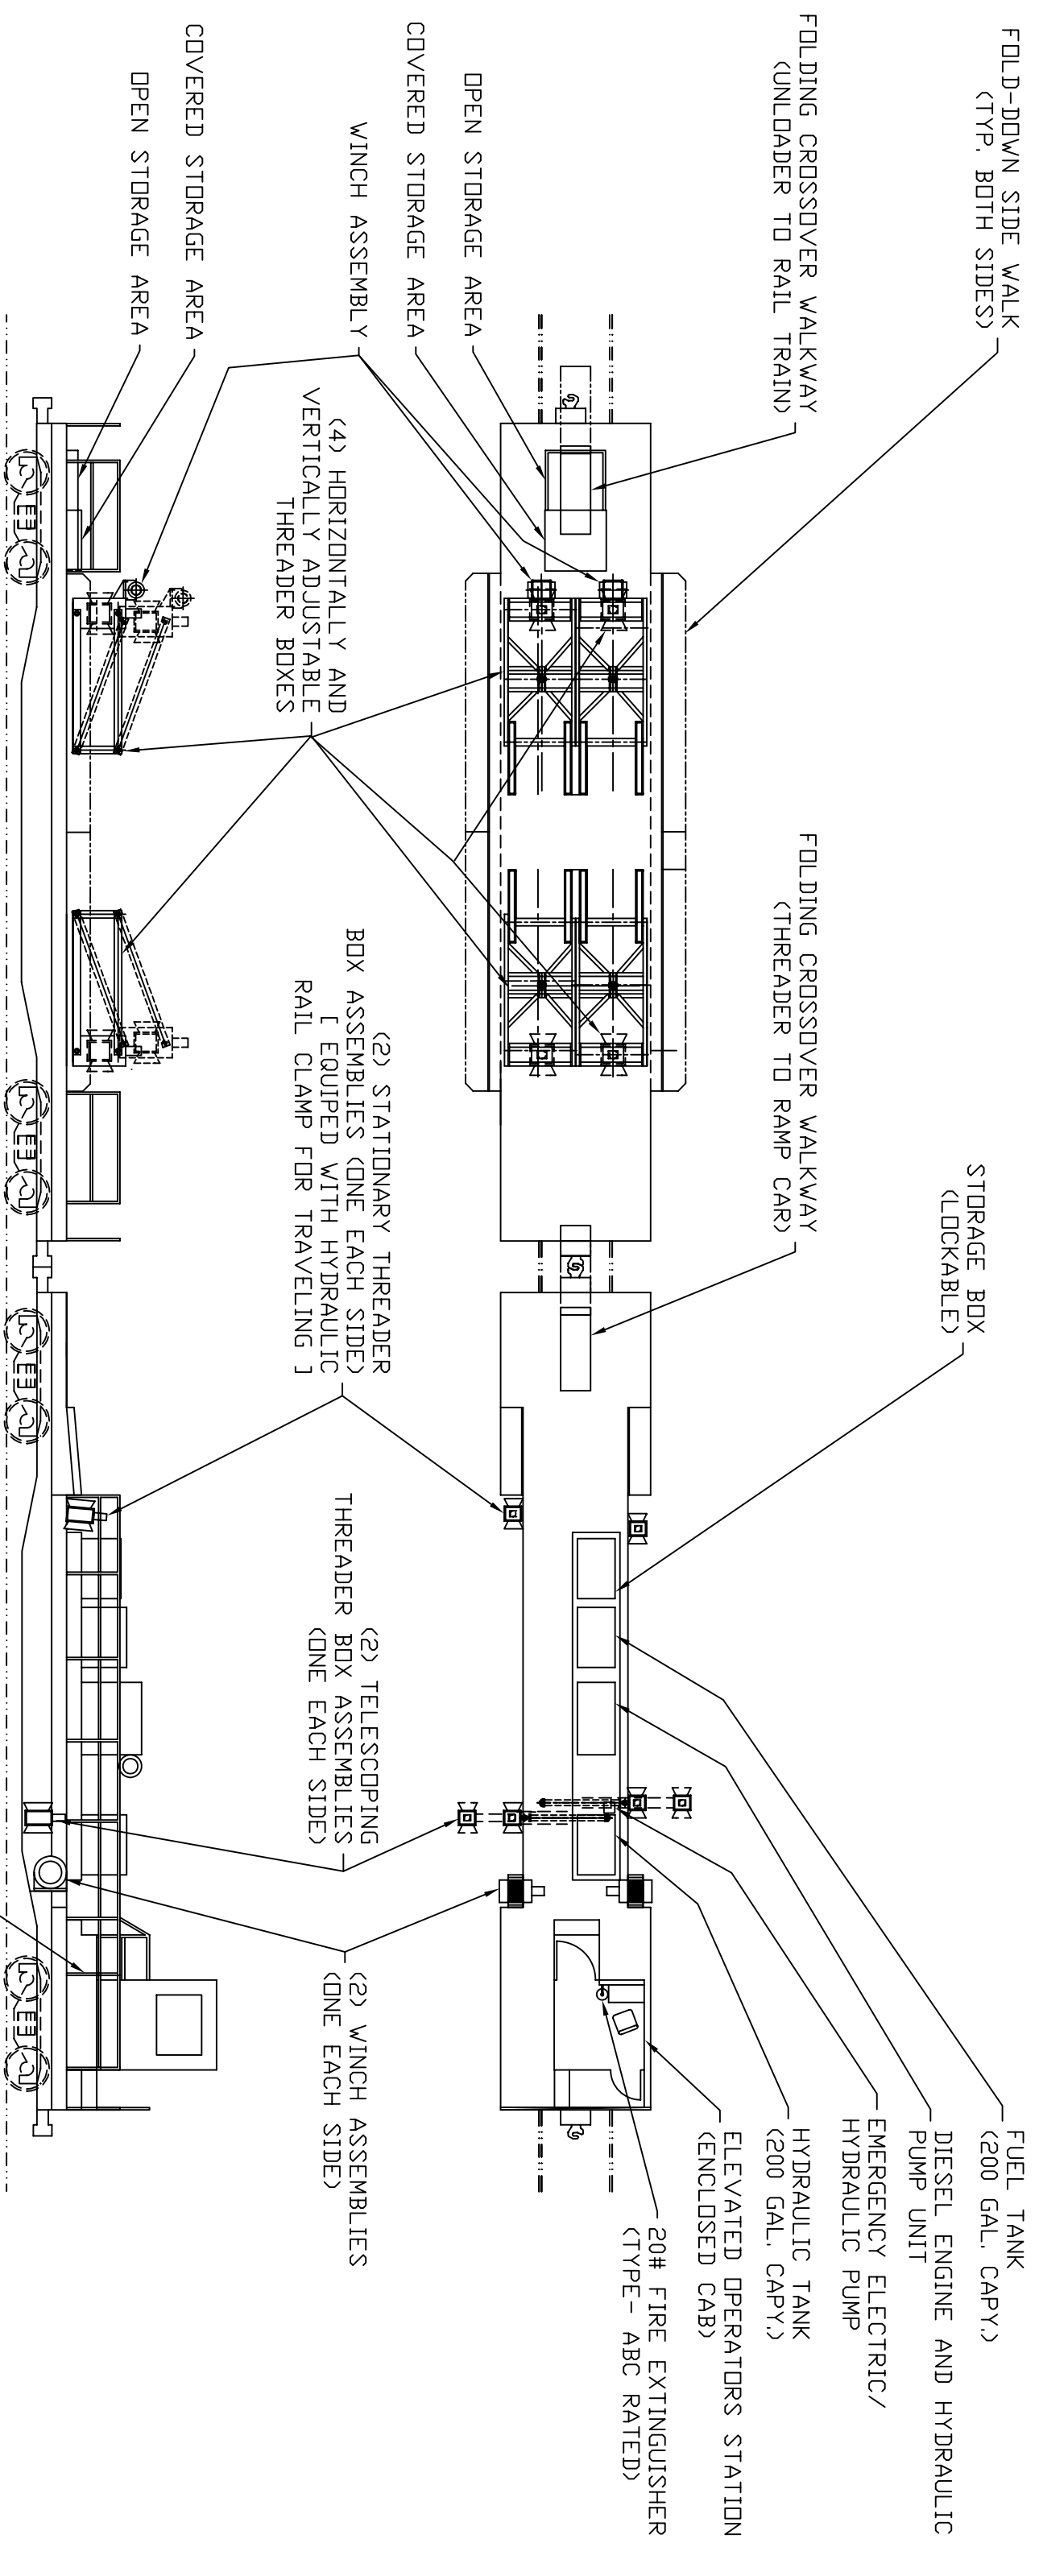 FOLD-DOWN SIDE WALK
(TYP. BOTH SIDES)
FOLDING CROSSOVER WALKWAY
(UNLOADER TO RAIL TRAIN)
OPEN STORAGE AREA
COVERED STORAGE AREA
WINCH ASSEMBLY
COVERED STORAGE AREA
OPEN STORAGE AREA
(4) HORIZONTALLY AND
VERTICALLY ADJUSTABLE
THREADER BOXES
FOLDING CROSSOVER WALKWAY
(THREADER TO RAMP CAR)
STORAGE BOX
(LOCKABLE)
(2) STATIONARY THREADER
BOX ASSEMBLIES (ONE EACH SIDE)
[ EQUIPED WITH HYDRAULIC
RAIL CLAMP FOR TRAVELING ]
(2) TELESCOPING
THREADER BOX ASSEMBLIES
(ONE EACH SIDE)
(2) WINCH ASSEMBLIES
(ONE EACH SIDE)
FUEL TANK
(200 GAL. CAPY.)
DIESEL ENGINE AND HYDRAULIC
PUMP UNIT
EMERGENCY ELECTRIC/
HYDRAULIC PUMP
HYDRAULIC TANK
(200 GAL. CAPY.)
ELEVATED OPERATORS STATION
(ENCLOSED CAB)
20# FIRE EXTINGUISHER
(TYPE- ABC RATED)